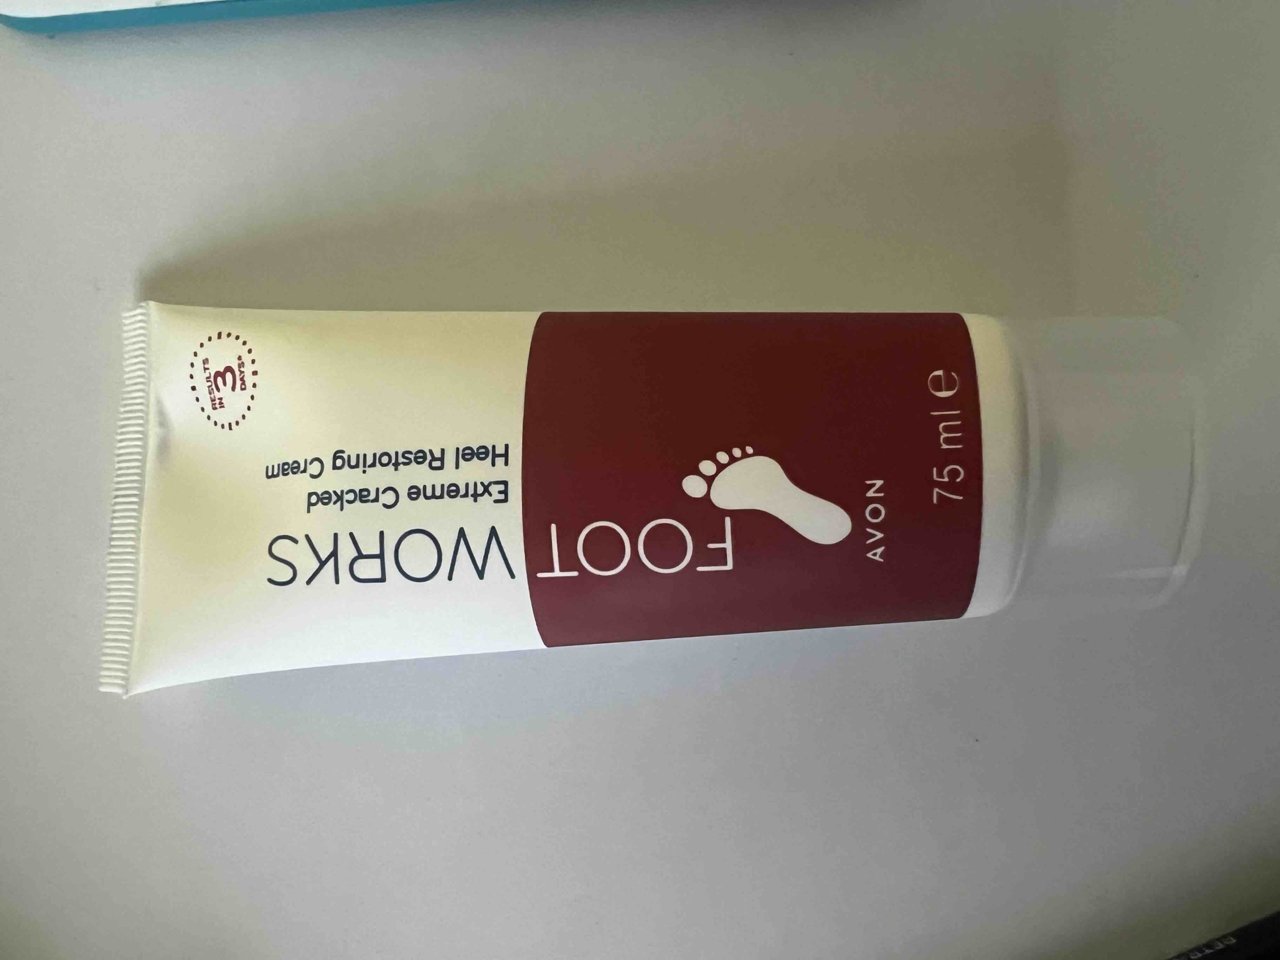 RESULTS
IN 3
DAYS*
FOOT WORKS
Extreme Cracked
Heel Restoring Cream
AVON
75 ml e